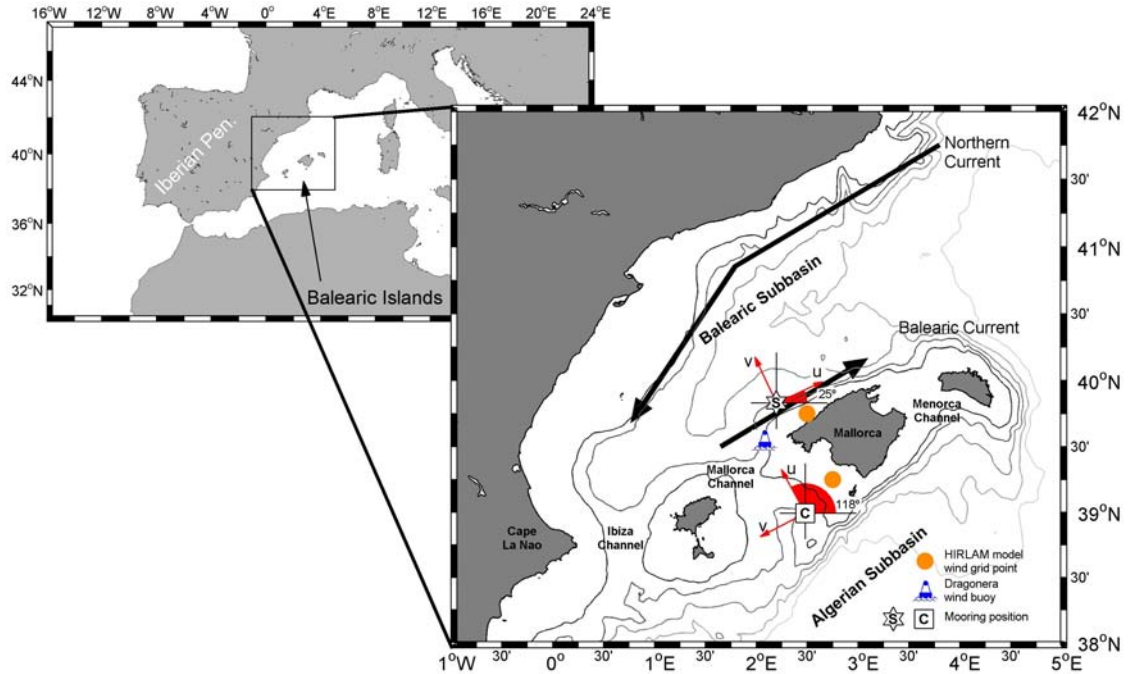 16°W 12°W 8°W 4°W 0° 4°E 8°E 12°E 16°E 20°E 24°E
44°N
40°N
36°N
32°N
Iberian Pen.
Balearic Islands
42°N
30'
41°N
30'
40°N
30'
39°N
30'
38°N
1°W 30' 0° 30' 1°E 30' 2°E 30' 3°E 30' 4°E 30' 5°E
Northern
Current
Balearic Subbasin
Balearic Current
v
u
S
25°
Menorca
Channel
Mallorca
Mallorca
Channel
u
118º
C
v
Cape
La Nao
Ibiza
Channel
Algerian Subbasin
HIRLAM model
wind grid point
Dragonera
wind buoy
S C Mooring position